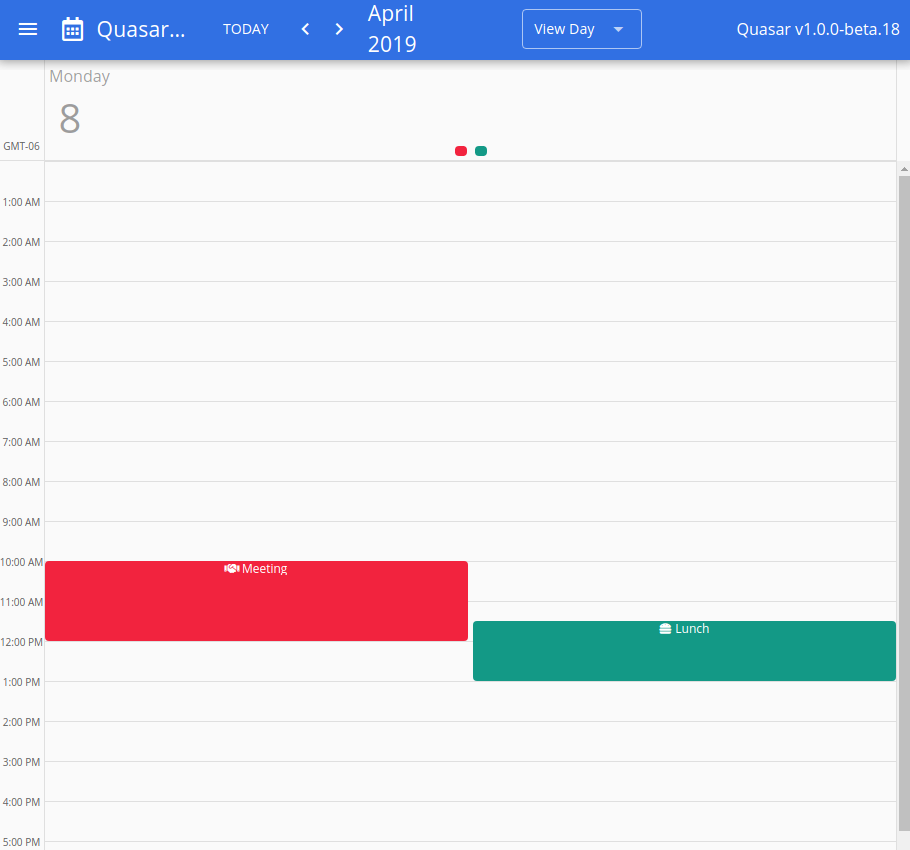 Quasar...
TODAY
April
2019
View Day
Quasar v1.0.0-beta.18
Monday
8
GMT-06
1:00 AM
2:00 AM
3:00 AM
4:00 AM
5:00 AM
6:00 AM
7:00 AM
8:00 AM
9:00 AM
10:00 AM
Meeting
11:00 AM
Lunch
12:00 PM
1:00 PM
2:00 PM
3:00 PM
4:00 PM
5:00 PM